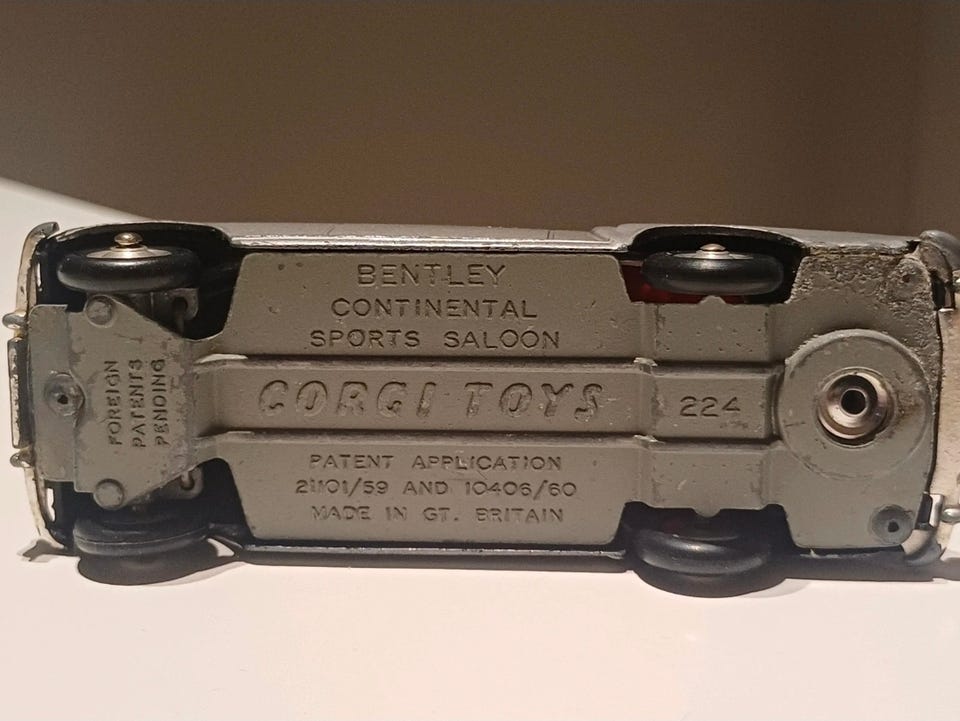 BENTLEY
CONTINENTAL
SPORTS SALOON
CORGI TOYS
224
PATENT APPLICATION
21101/59 AND 10406/60
MADE IN GT. BRITAIN
FOREIGN
PATENTS
PENDING